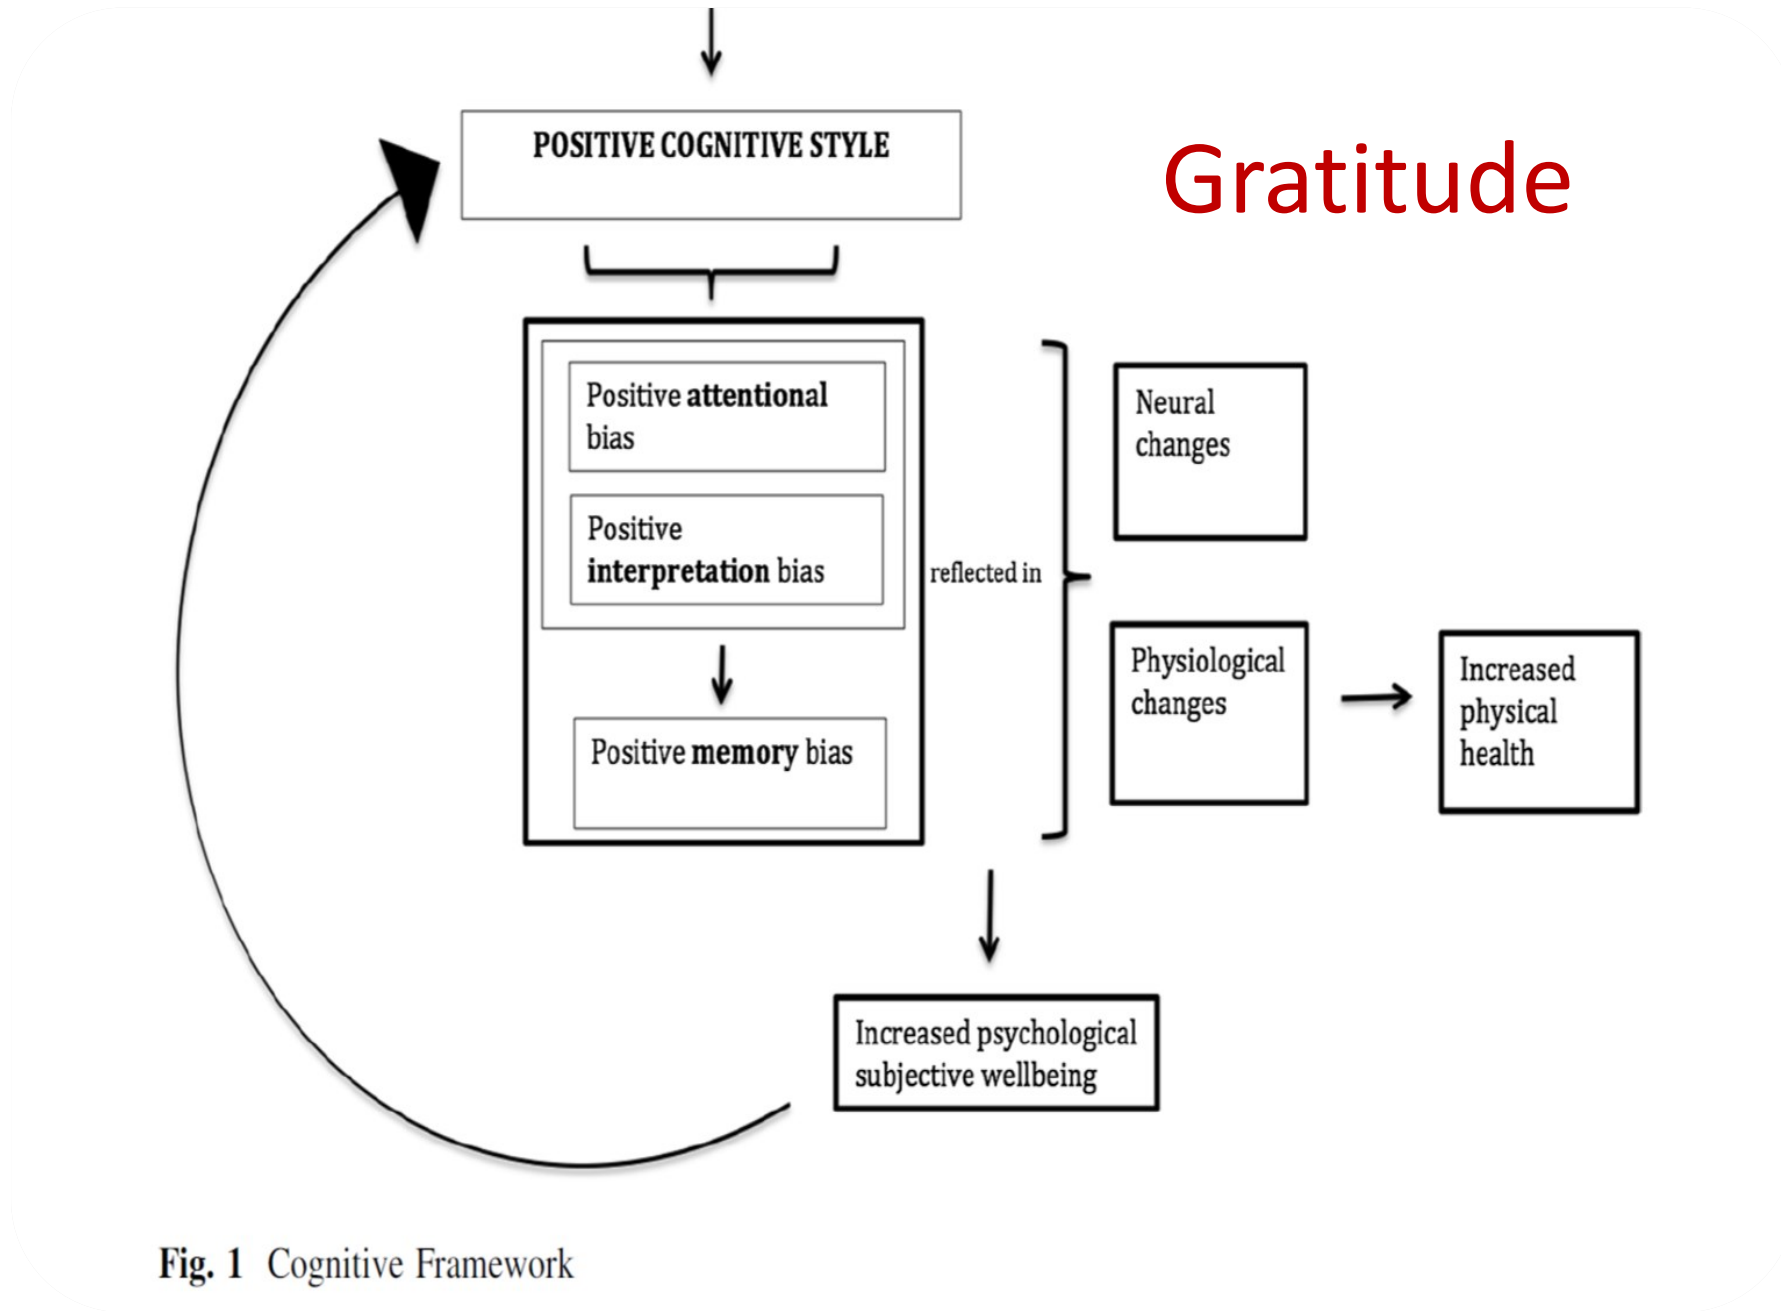 POSITIVE COGNITIVE STYLE
Gratitude
Positive attentional
bias
Positive
interpretation bias
Positive memory bias
reflected in
Neural
changes
Physiological
changes
Increased
physical
health
Increased psychological
subjective wellbeing
Fig. 1 Cognitive Framework